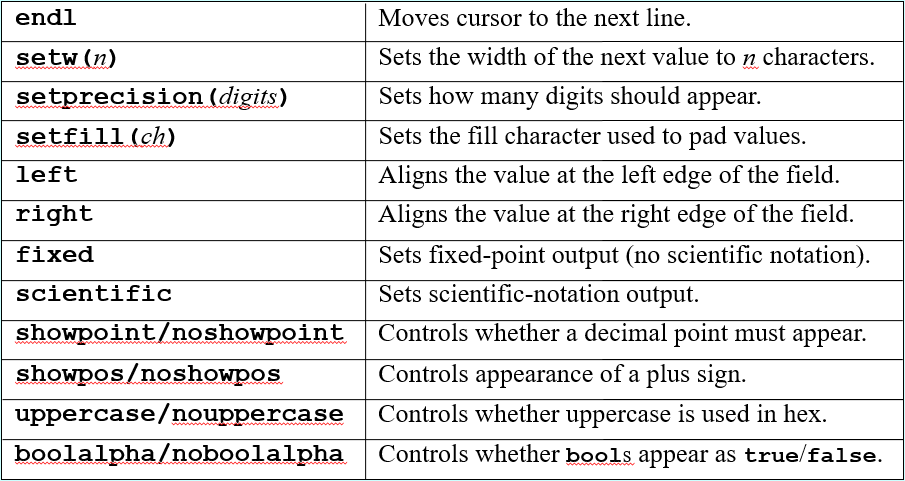 endl Moves cursor to the next line.
setw(n) Sets the width of the next value to n characters.
setprecision(digits) Sets how many digits should appear.
setfill(ch) Sets the fill character used to pad values.
left Aligns the value at the left edge of the field.
right Aligns the value at the right edge of the field.
fixed Sets fixed-point output (no scientific notation).
scientific Sets scientific-notation output.
showpoint/noshowpoint Controls whether a decimal point must appear.
showpos/noshowpos Controls appearance of a plus sign.
uppercase/nouppercase Controls whether uppercase is used in hex.
boolalpha/noboolalpha Controls whether bools appear as true/false.